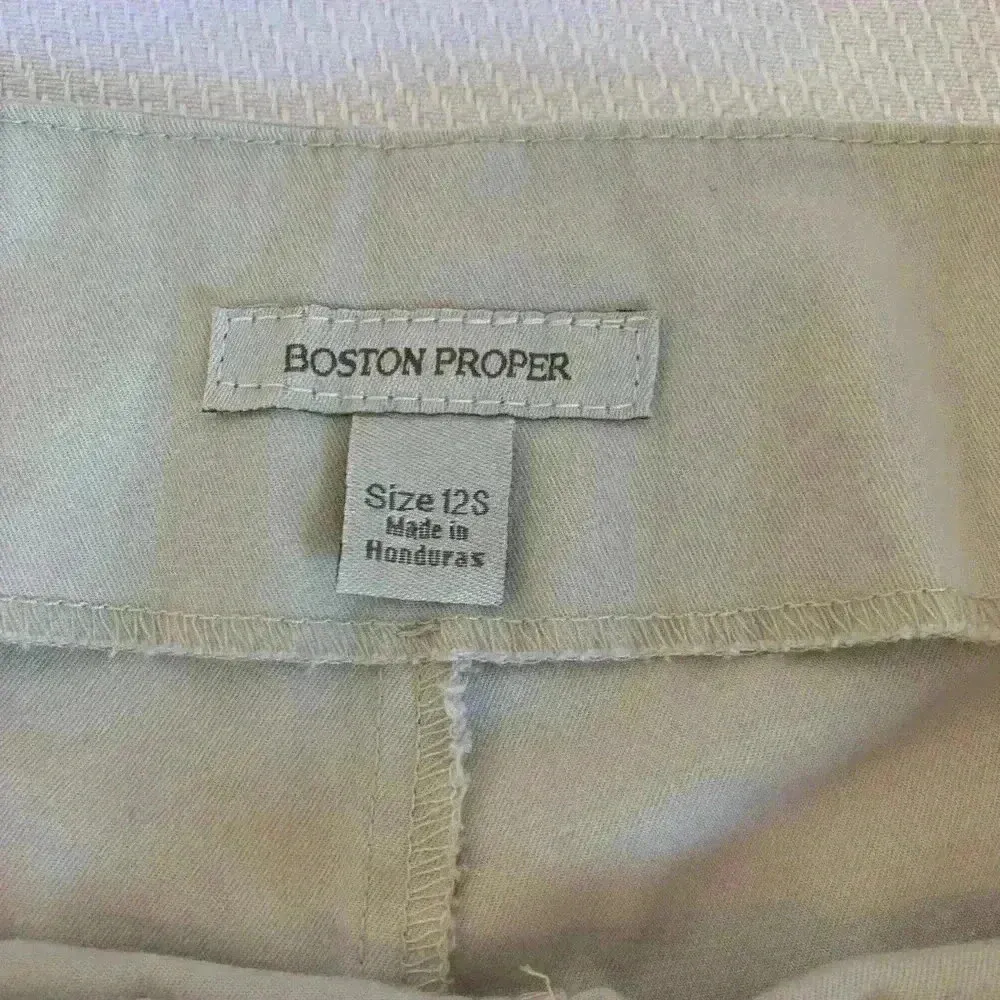 BOSTON PROPER
Size 12S
Made in
Honduras